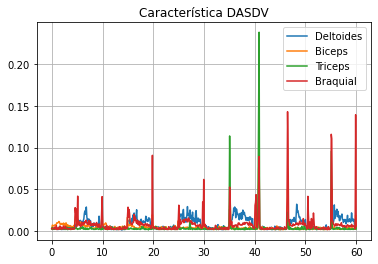 Característica DASDV
Deltoides
Biceps
Triceps
Braquial
0.20
0.15
0.10
0.05
0.00
0 10 20 30 40 50 60